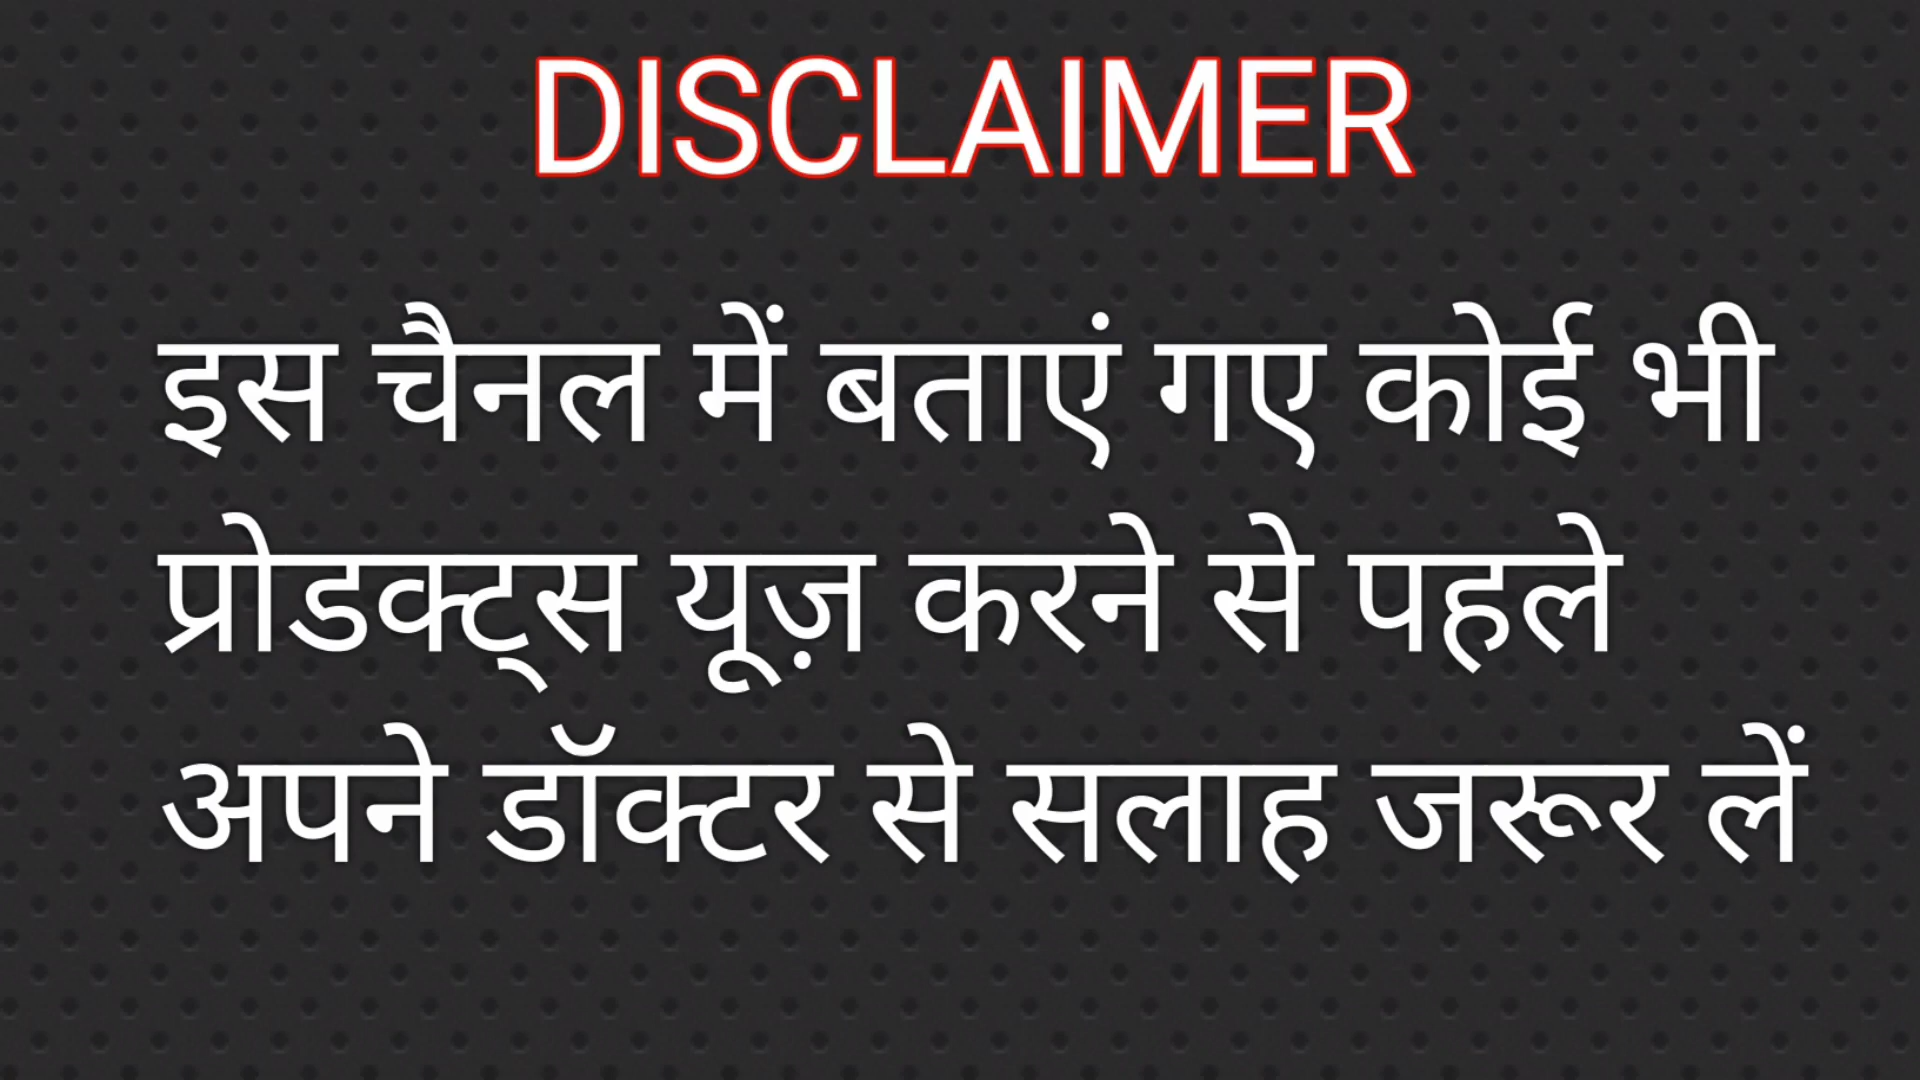 DISCLAIMER
इस चैनल में बताएं गए कोई भी
प्रोडक्ट्स यूज़ करने से पहले
अपने डॉक्टर से सलाह जरूर लें